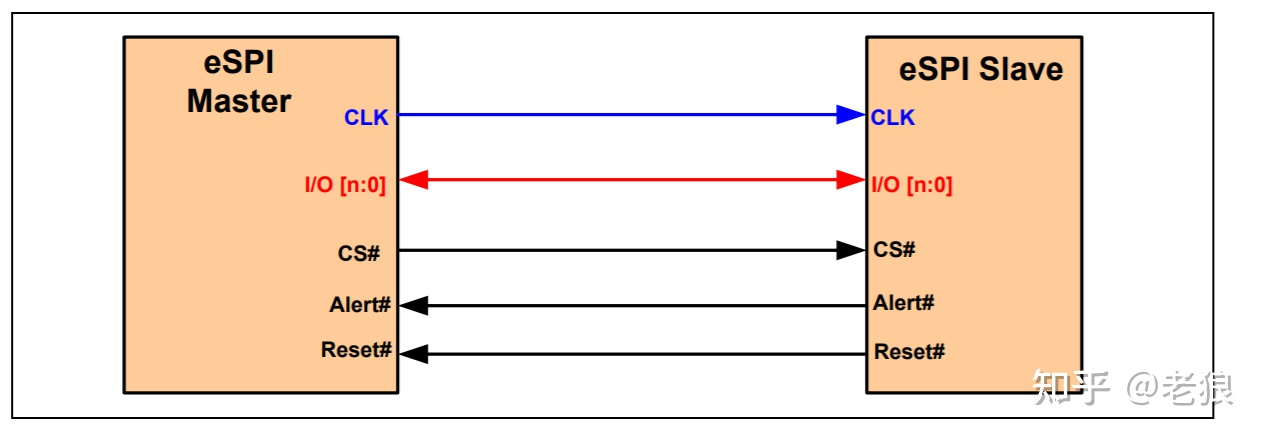 eSPI
Master
CLK
I/O [n:0]
CS#
Alert#
Reset#
eSPI Slave
CLK
I/O [n:0]
CS#
Alert#
Reset#
知乎 @老狼